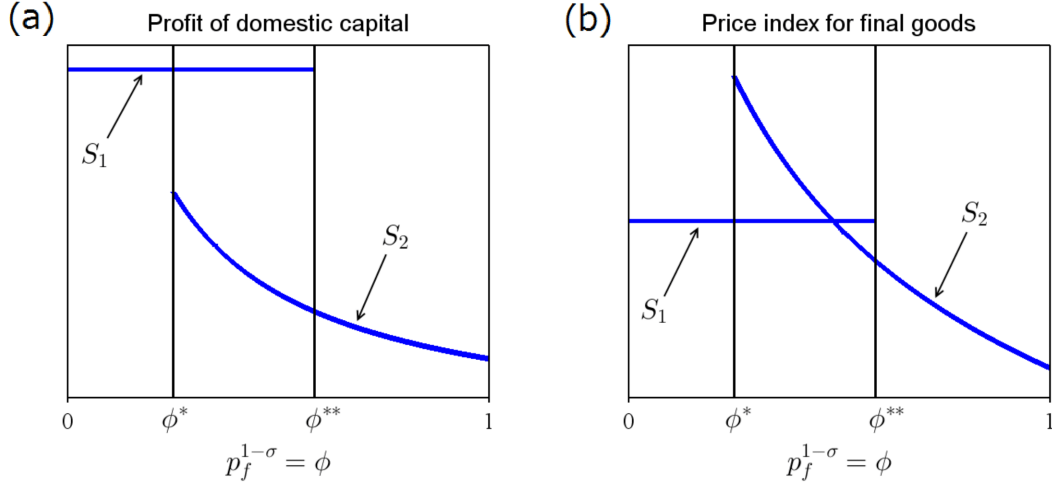 (a)
Profit of domestic capital
S₁
S₂
0
ϕ*
ϕ**
1
p_f^{1−σ} = ϕ
(b)
Price index for final goods
S₂
S₁
0
ϕ*
ϕ**
1
p_f^{1−σ} = ϕ